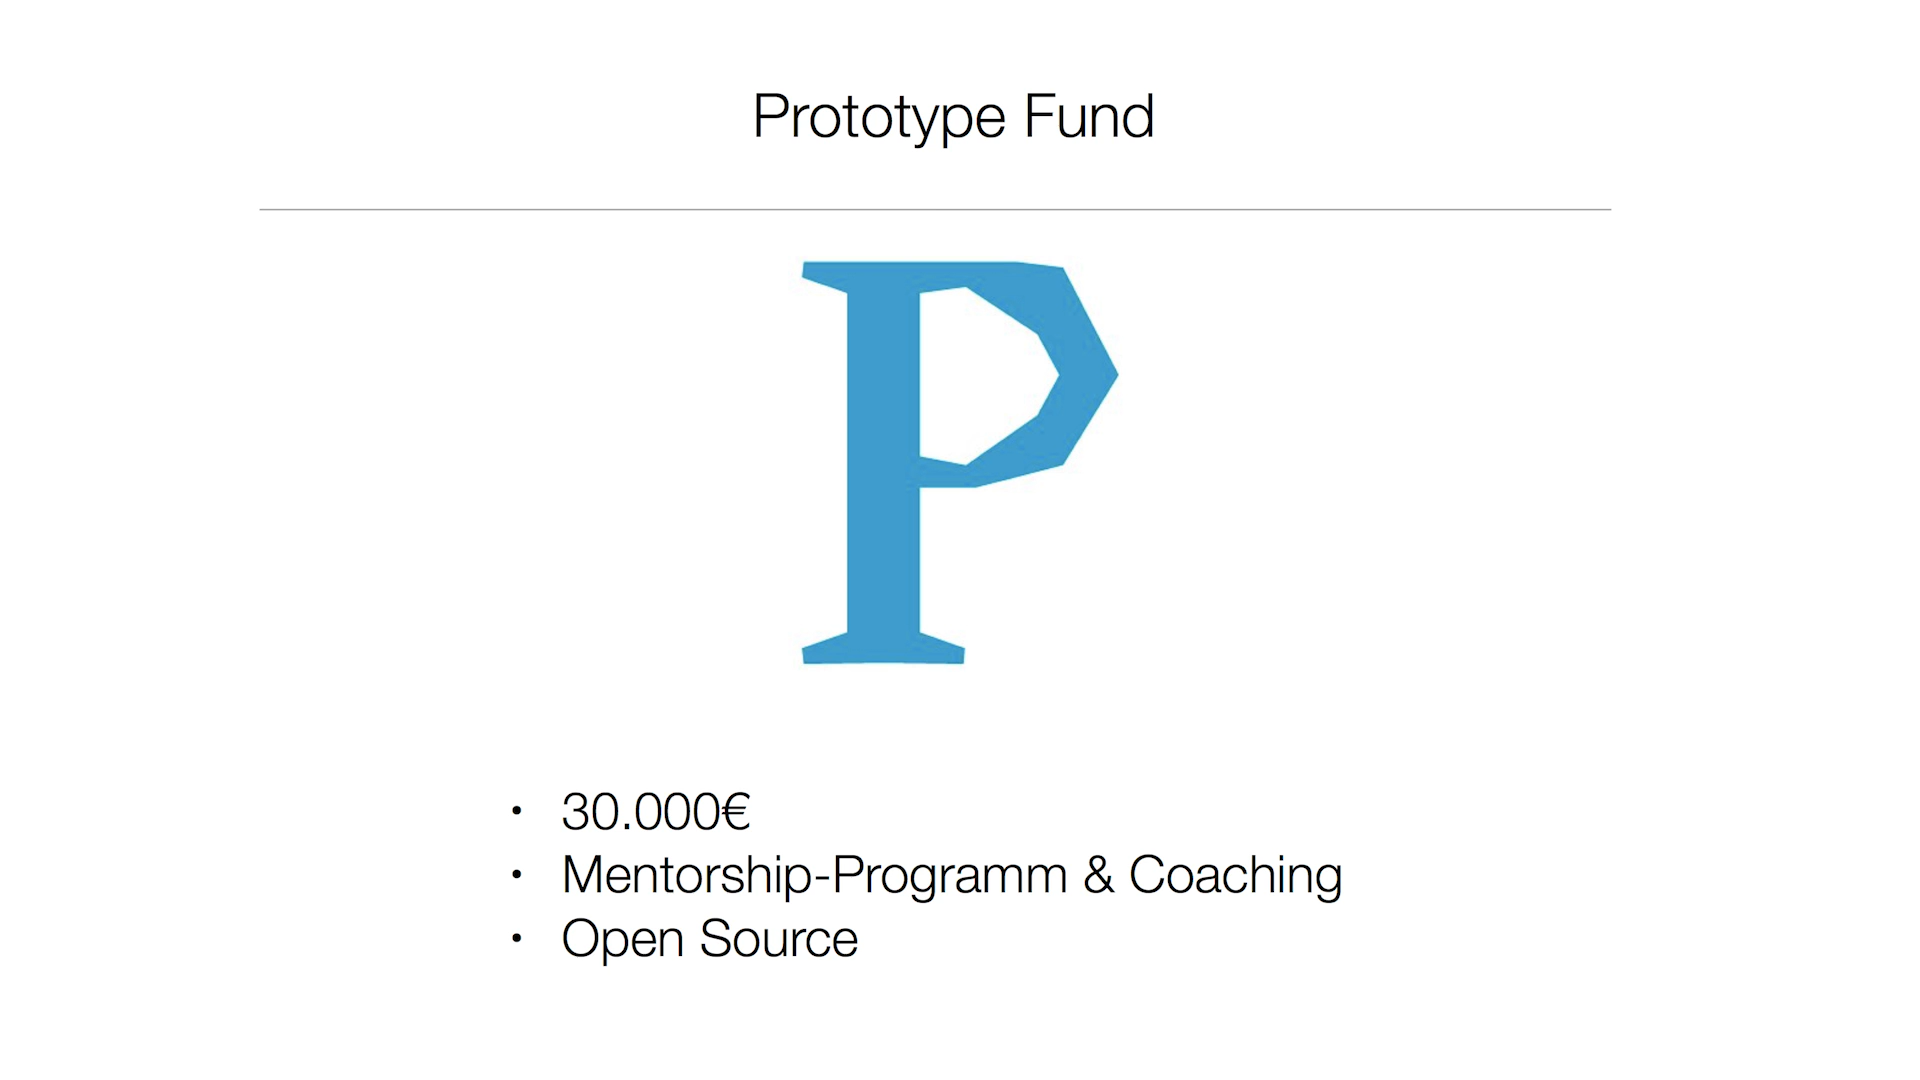 Prototype Fund
P
• 30.000€
• Mentorship-Programm & Coaching
• Open Source